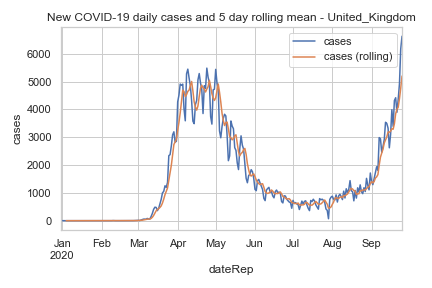 New COVID-19 daily cases and 5 day rolling mean - United_Kingdom
cases
cases (rolling)
cases
6000
5000
4000
3000
2000
1000
0
Jan Feb Mar Apr May Jun Jul Aug Sep
2020
dateRep